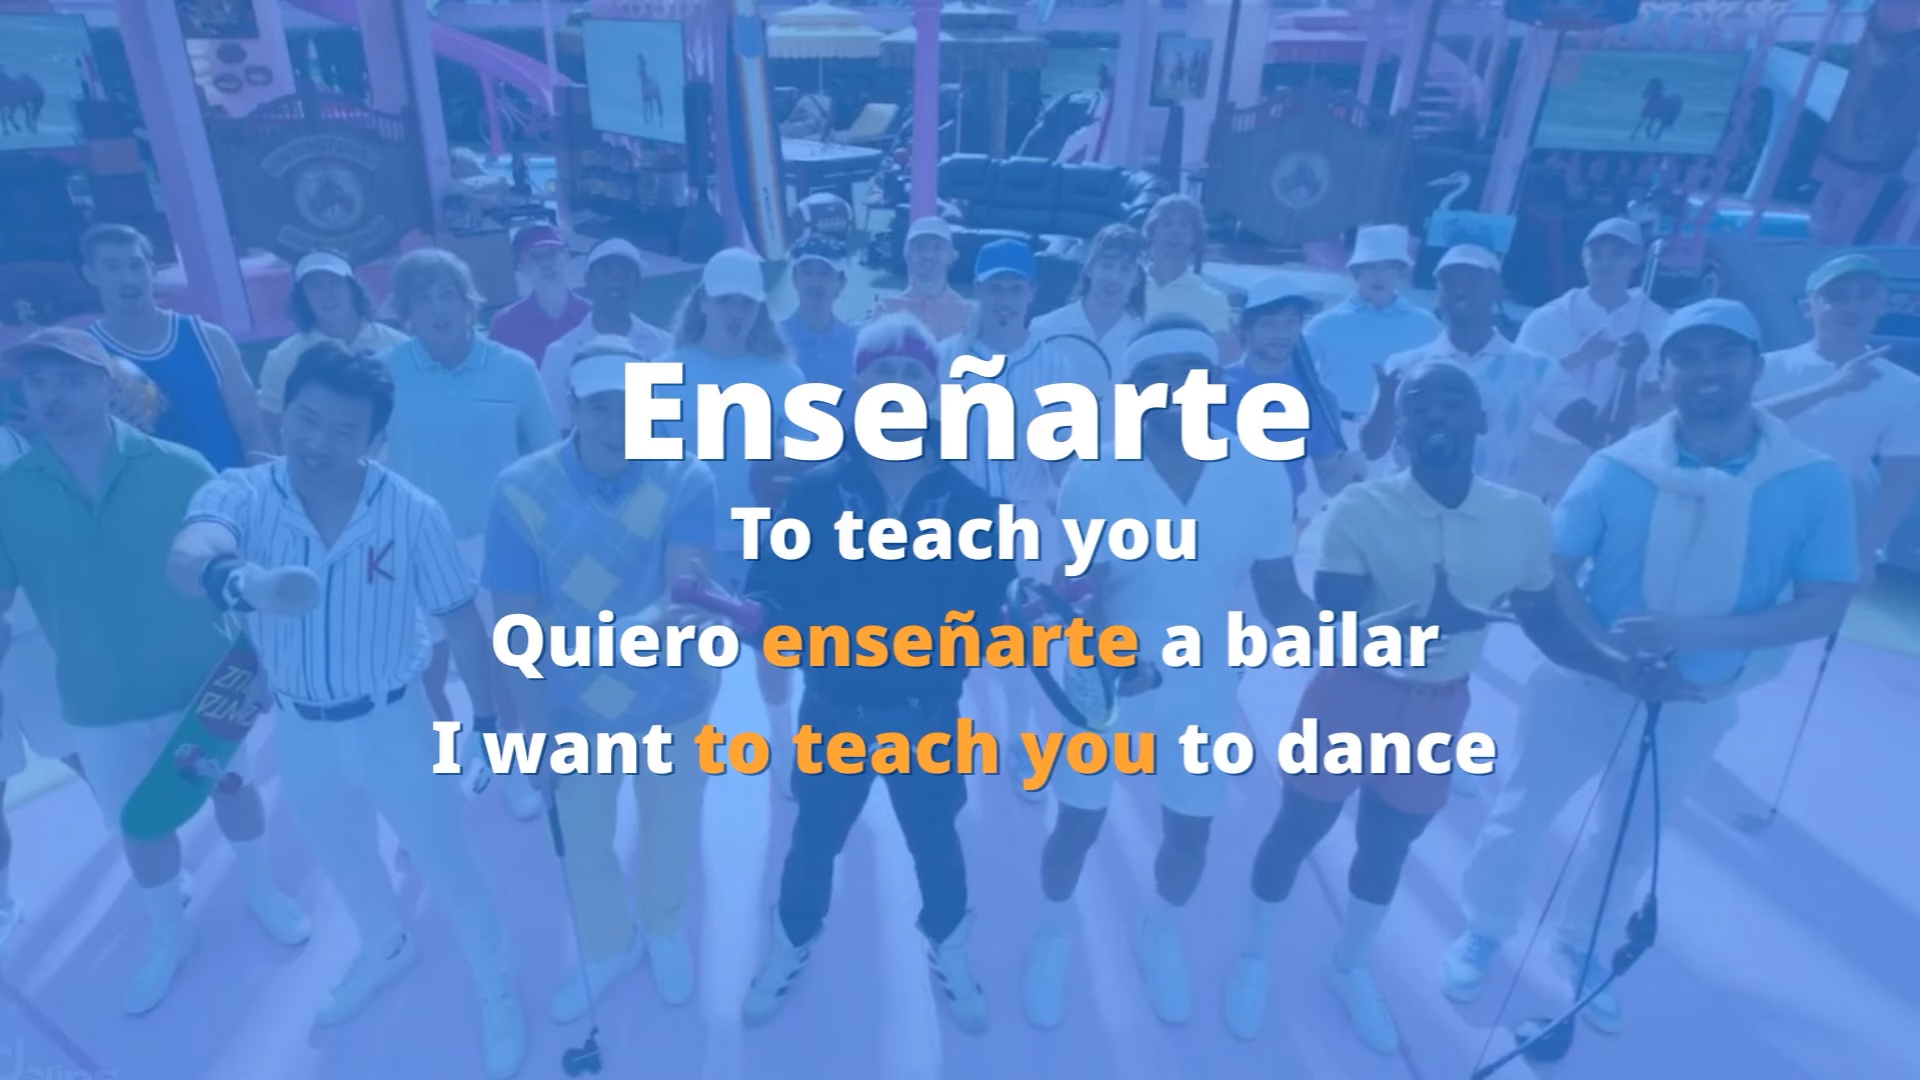 Enseñarte
To teach you
Quiero enseñarte a bailar
I want to teach you to dance
K